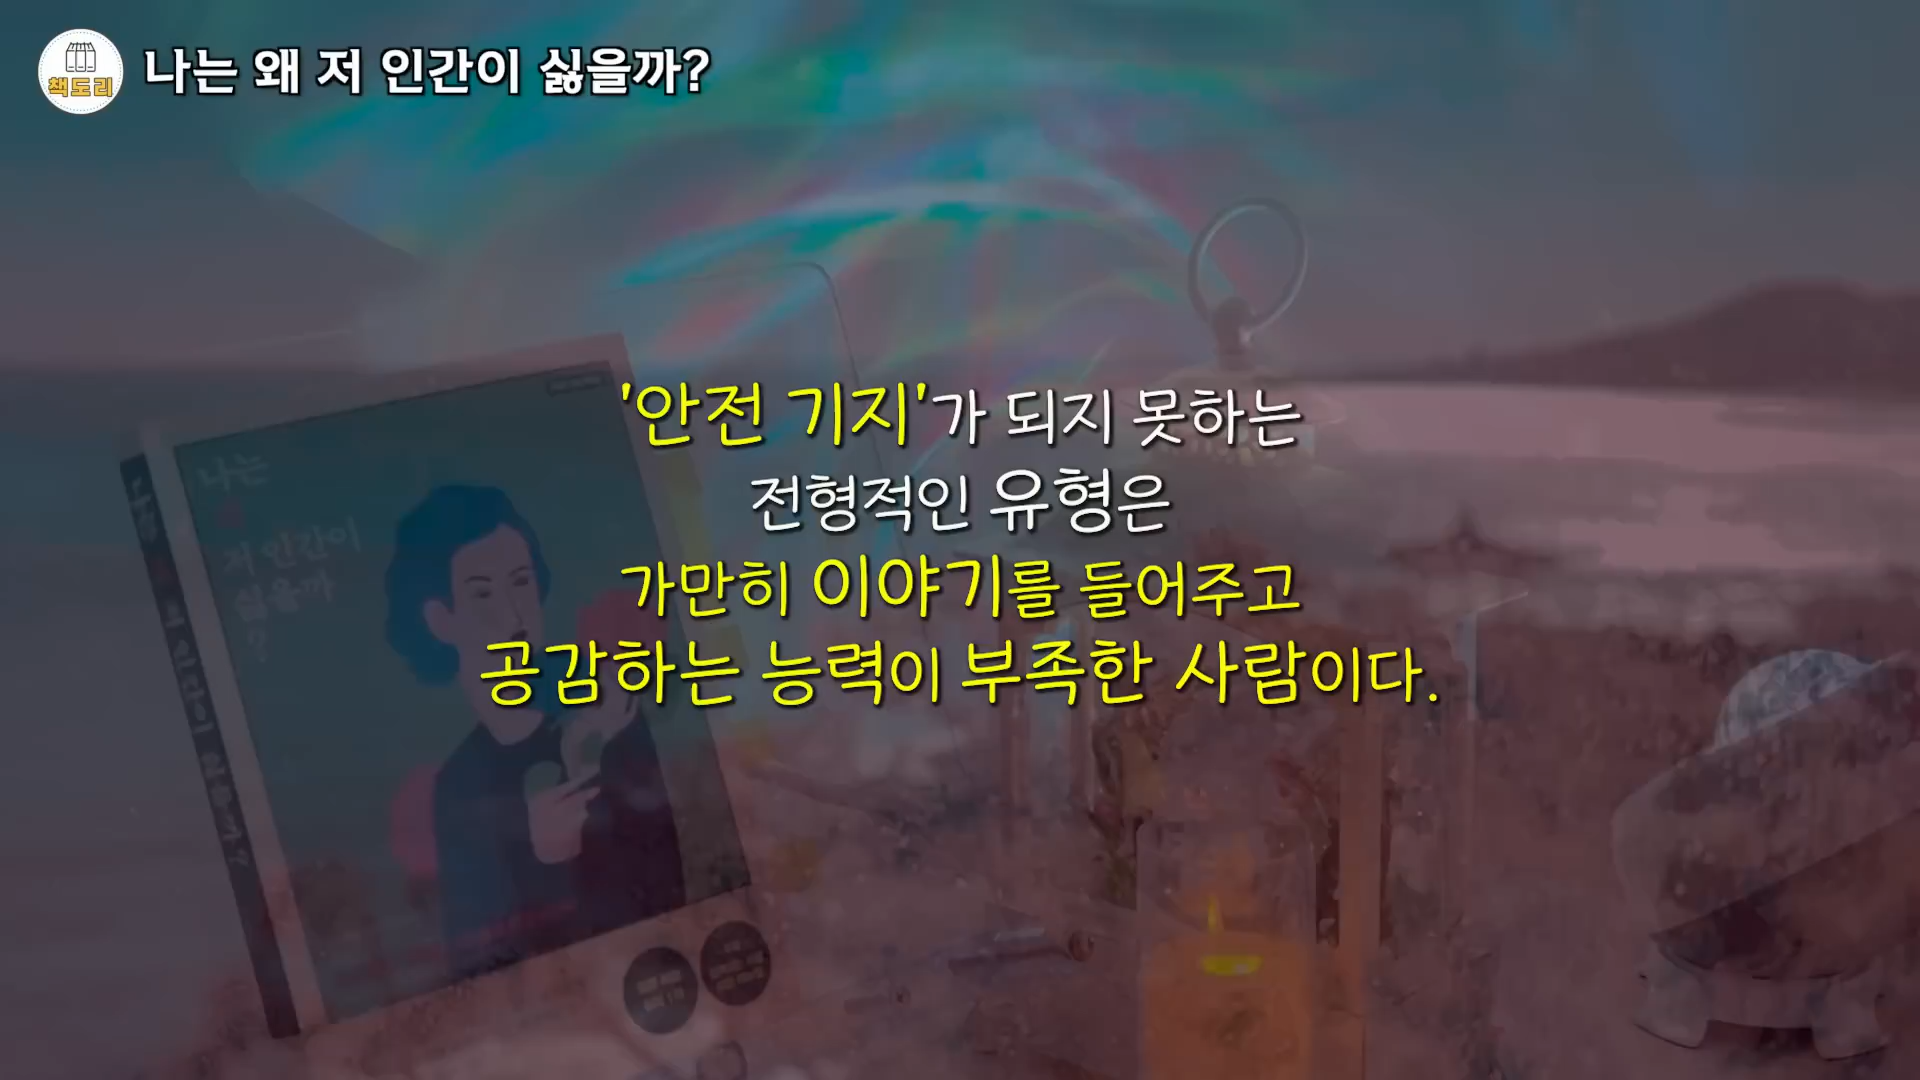 책도리
나는 왜 저 인간이 싫을까?
'안전 기지'가 되지 못하는
전형적인 유형은
가만히 이야기를 들어주고
공감하는 능력이 부족한 사람이다.
나는
저 인간이
싫을까
?